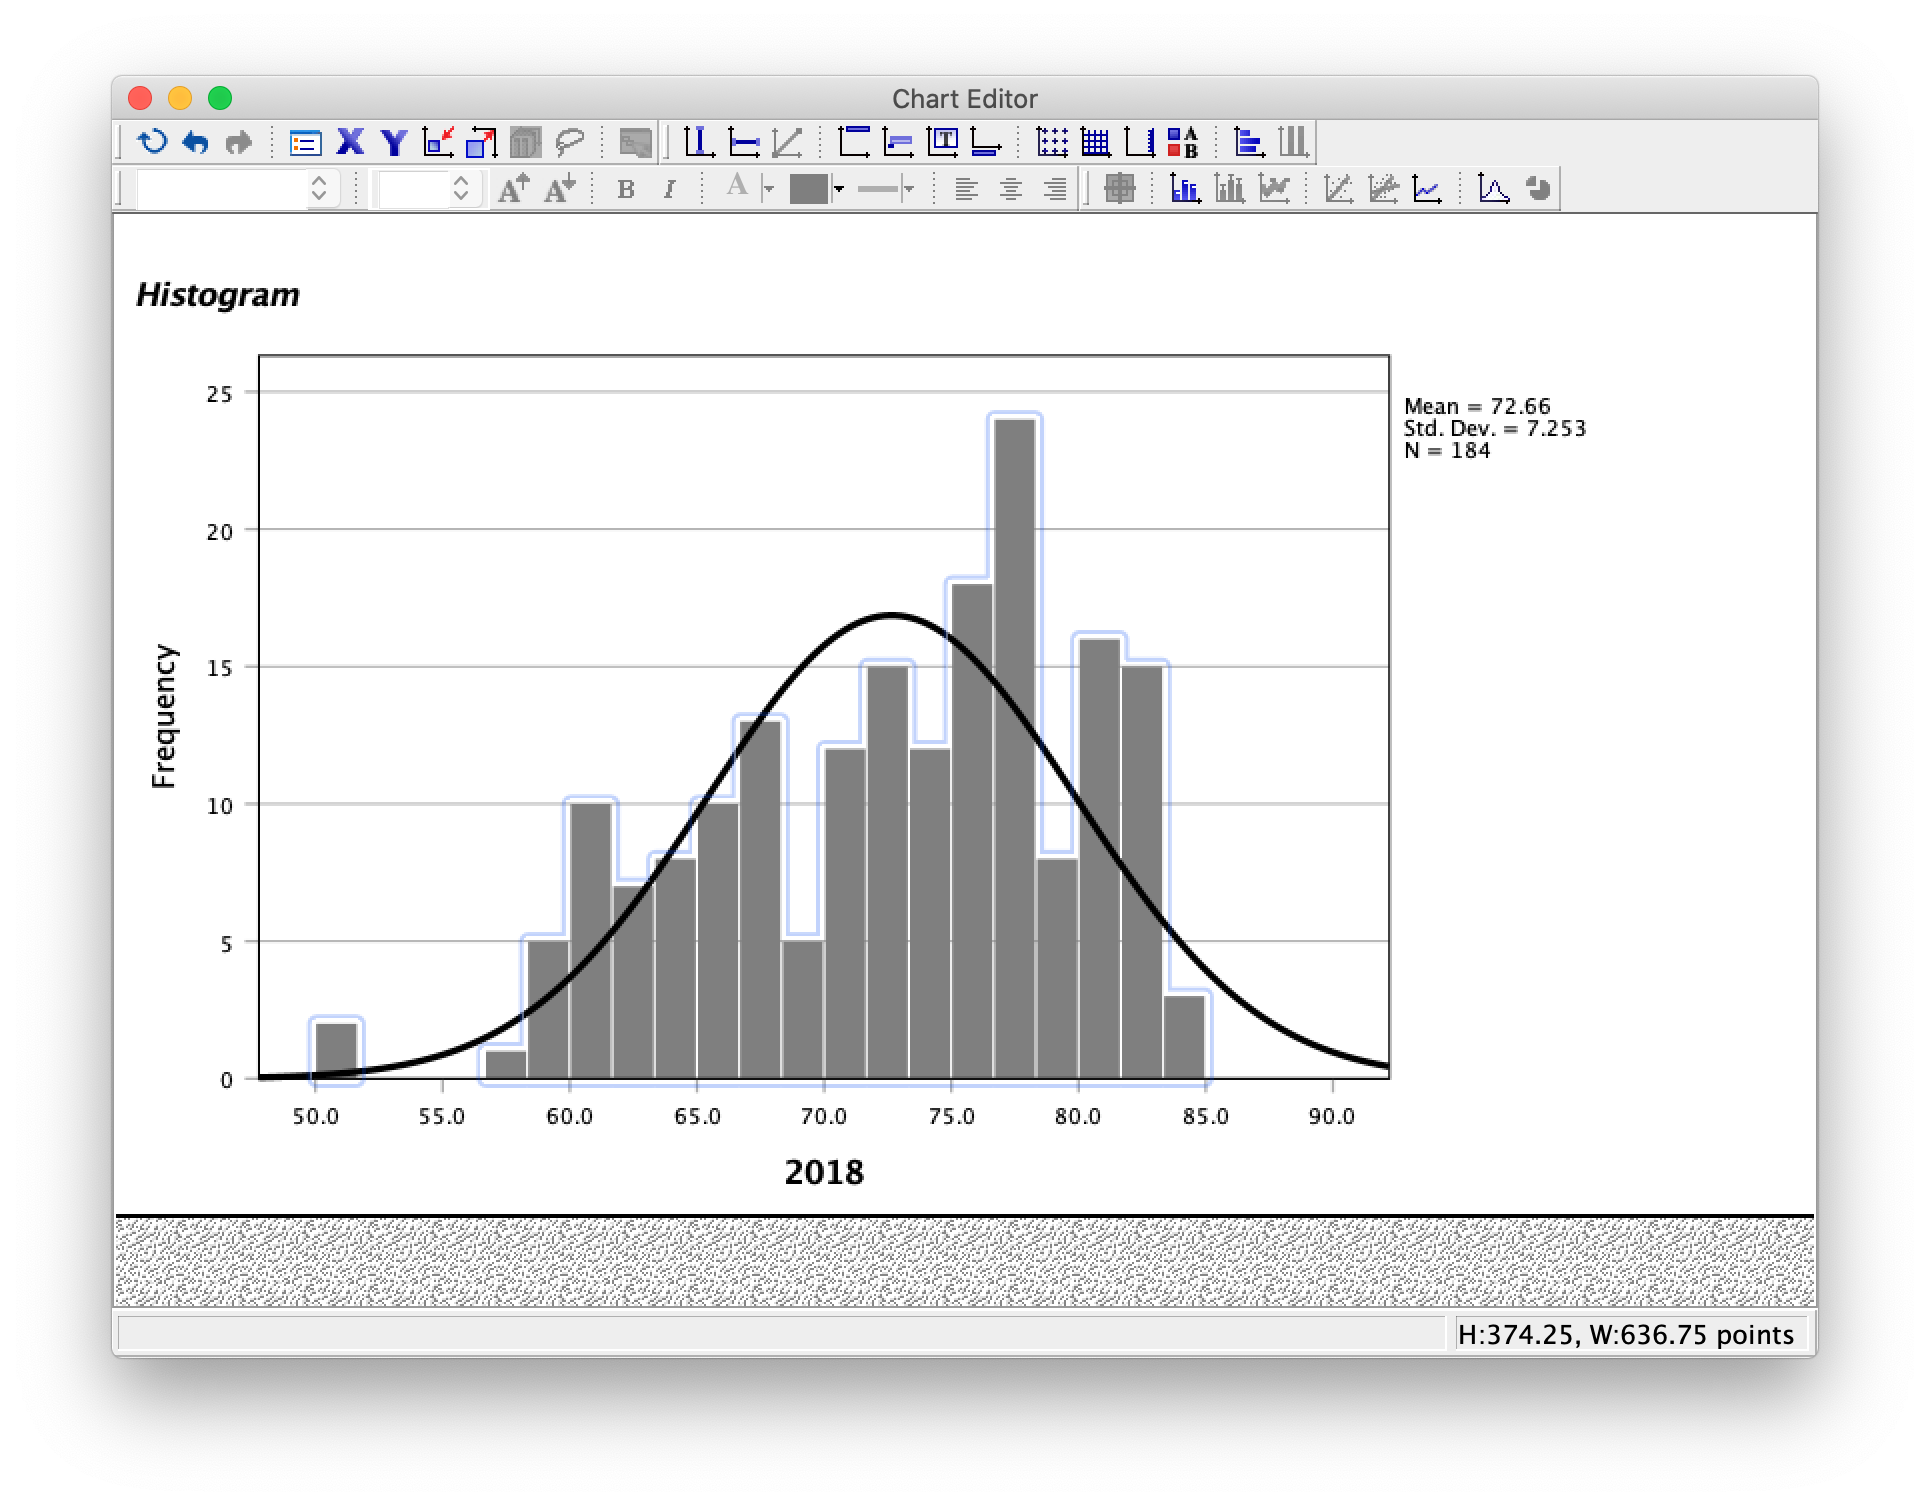 Chart Editor
X Y T A B
A A B I A
Histogram
25
20
15
10
5
0
Frequency
Mean = 72.66
Std. Dev. = 7.253
N = 184
50.0 55.0 60.0 65.0 70.0 75.0 80.0 85.0 90.0
2018
H:374.25, W:636.75 points